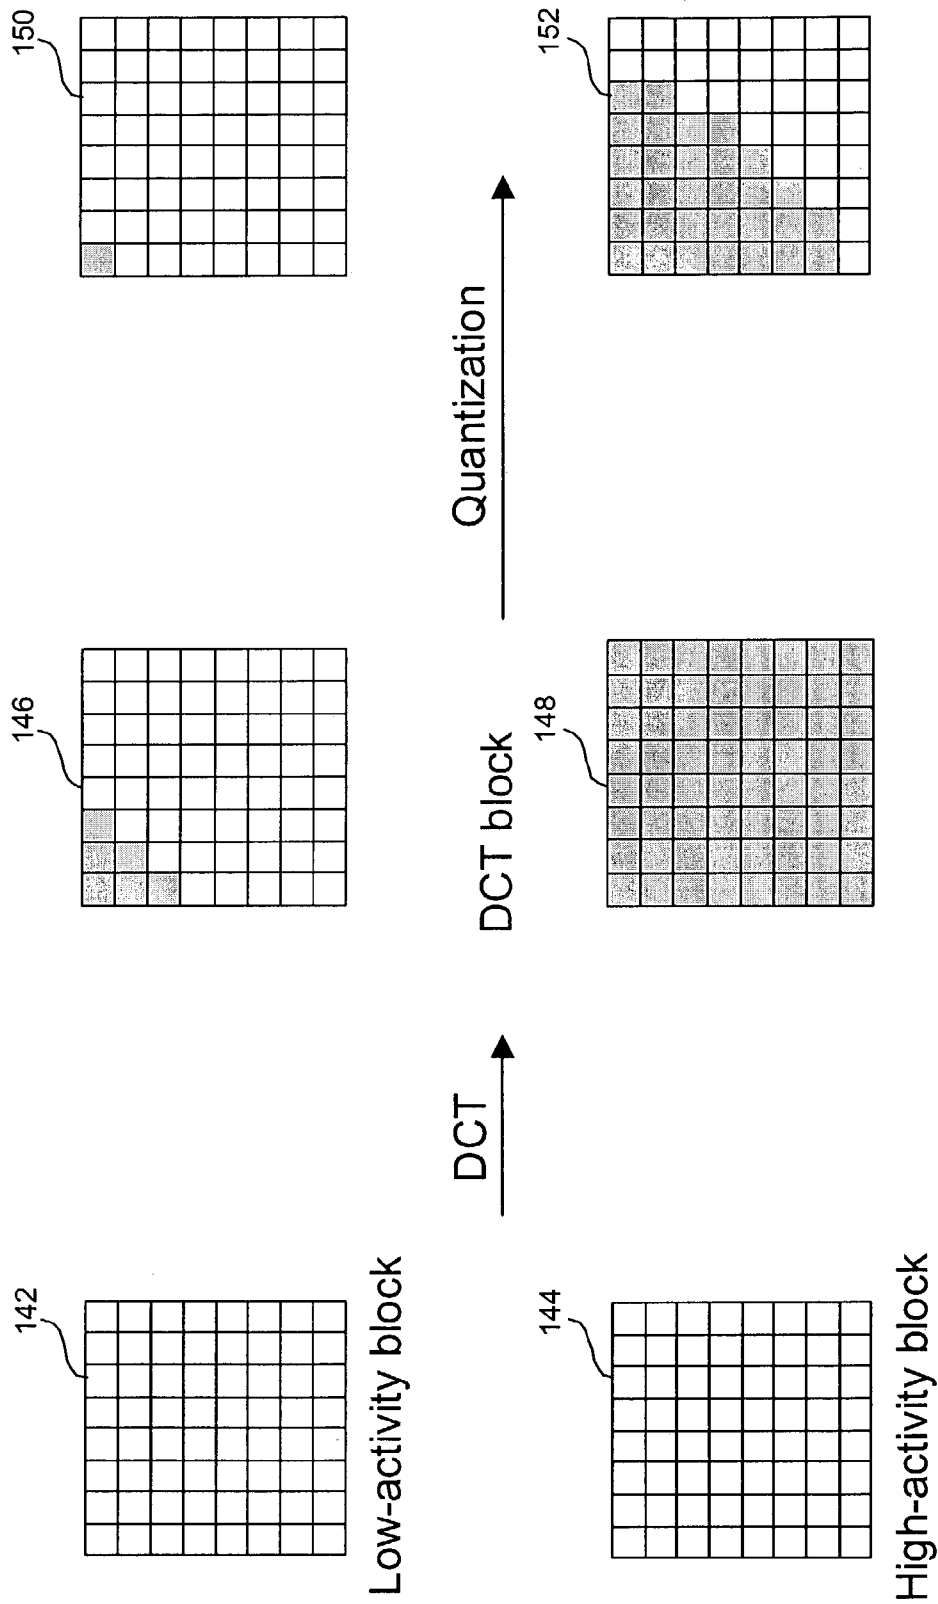 142
146
150
Low-activity block
DCT
DCT block
Quantization
144
148
152
High-activity block